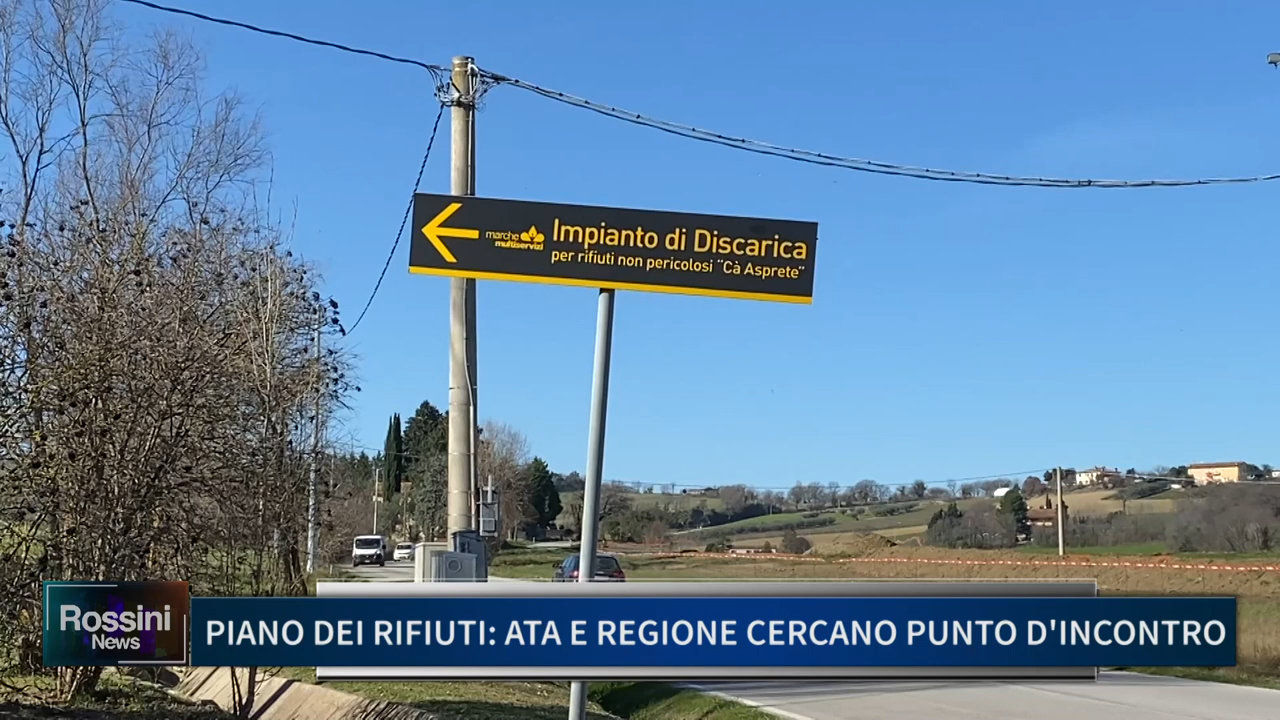 marche
multiservizi
Impianto di Discarica
per rifiuti non pericolosi "Cà Asprete"
Rossini
News
PIANO DEI RIFIUTI: ATA E REGIONE CERCANO PUNTO D'INCONTRO